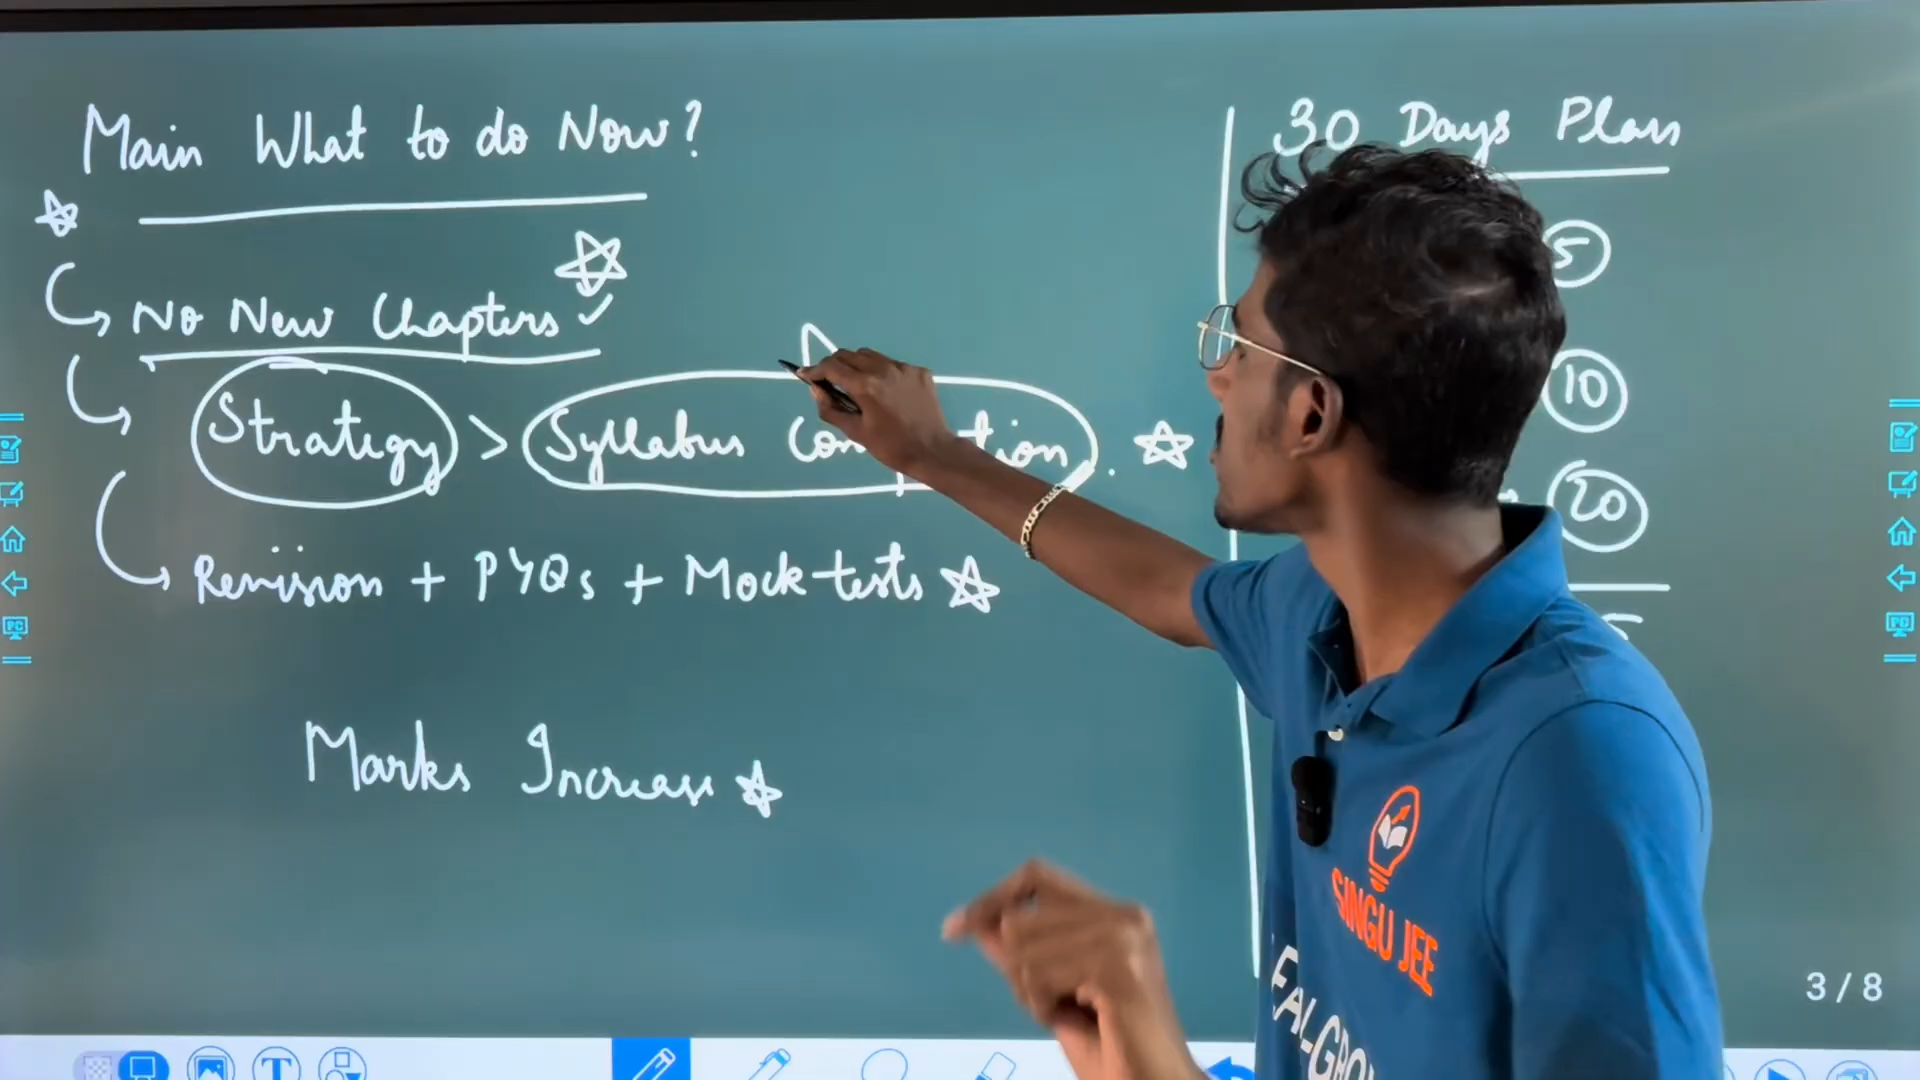 Main What to do Now?
No New Chapters
Strategy > Syllabus
Revision + PYQs + Mock tests
Marks Increase
30 Days Plan
5
10
20
SINGU JEE
3 / 8